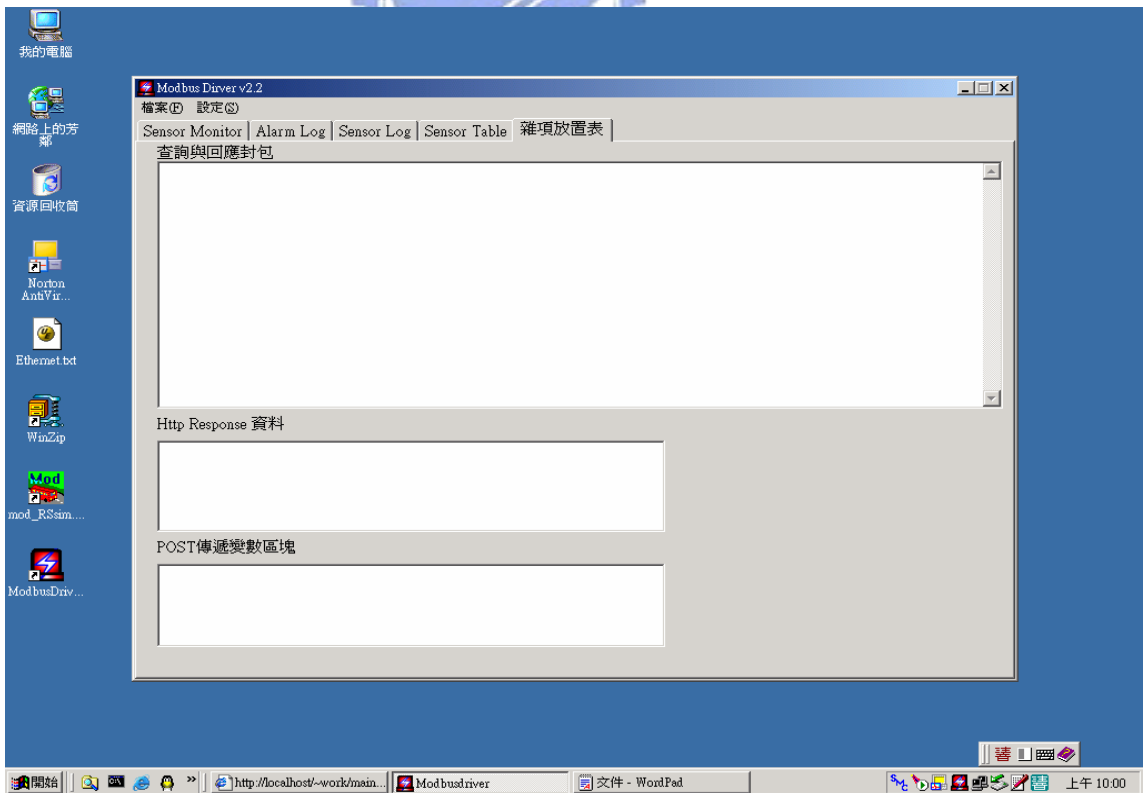 我的電腦
網路上的芳
鄰
資源回收筒
Norton
AntiVir...
Ethernet.txt
WinZip
mod_RSsim....
ModbusDriv...
Modbus Dirver v2.2
檔案(F) 設定(S)
Sensor Monitor Alarm Log Sensor Log Sensor Table 雜項放置表
查詢與回應封包
Http Response 資料
POST傳遞變數區塊
開始 » http://localhost/~work/main... Modbusdriver 文件 - WordPad 上午 10:00